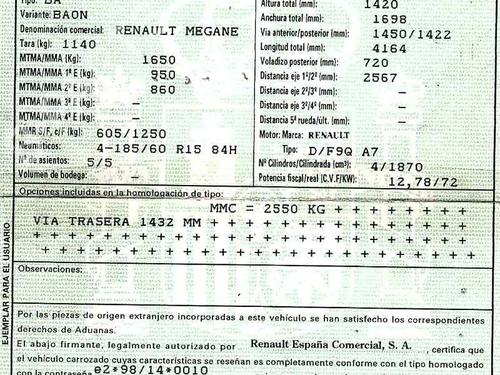 Tipo: BA
Variante: BAON
Denominación comercial: RENAULT MEGANE
Tara (kg): 1140
MTMA/MMA (Kg): 1650
MTMA/MMA 1ª E (kg): 950
MTMA/MMA 2ª E (kg): 860
MTMA/MMA 3ª E (kg): –
MTMA/MMA 4ª E (kg): –
MMR S/F, c/F (kg): 605/1250
Neumáticos: 4-185/60 R15 84H
Nº de asientos: 5/5
Volumen de bodega: –
Altura total (mm): 1420
Anchura total (mm): 1698
Vía anterior/posterior (mm): 1450/1422
Longitud total (mm): 4164
Voladizo posterior (mm): 720
Distancia eje 1º/2º (mm): 2567
Distancia eje 2º/3º (mm): –
Distancia eje 3º/4º (mm): –
Distancia 5ª rueda/últ. (mm): –
Motor: Marca: RENAULT
Tipo: D/F9Q A7
Nº Cilindros/Cilindrada (cm³): 4/1870
Potencia fiscal/real (C.V.F/KW): 12,78/72
Opciones incluidas en la homologación de tipo:
MMC = 2550 KG + + + + + + + +
VIA TRASERA 1432 MM + + + + + + + + + + + + +
+ + + + + + + + + + + + + + + + + + + + + + +
+ + + + + + + + + + + + + + + + + + + + + + +
Observaciones:
Por las piezas de origen extranjero incorporadas a este vehículo se han satisfecho los correspondientes
derechos de Aduanas.
El abajo firmante, legalmente autorizado por Renault España Comercial, S. A. , certifica que
el vehículo carrozado cuyas características se reseñan es completamente conforme con el tipo homologado
con la contraseña e2*98/14*0010
EJEMPLAR PARA EL USUARIO